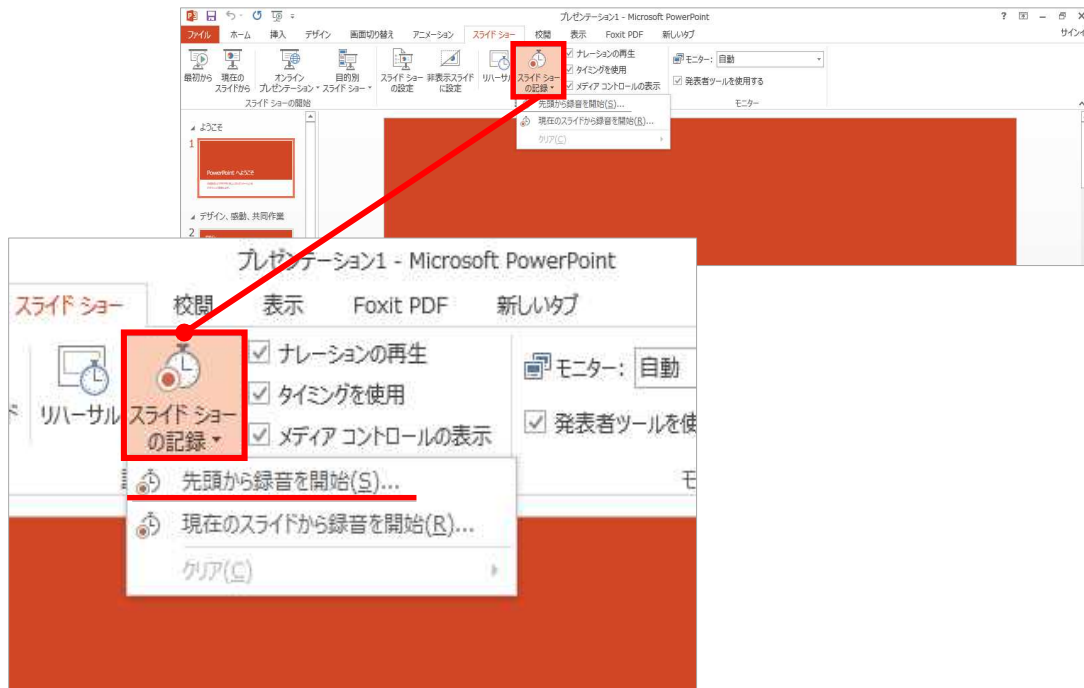 プレゼンテーション1 - Microsoft PowerPoint
ファイル ホーム 挿入 デザイン 画面切り替え アニメーション スライド ショー 校閲 表示 Foxit PDF 新しいタブ サインイ
最初から 現在のスライドから オンライン プレゼンテーション 目的別 スライド ショー スライド ショーの設定 非表示スライドに設定 リハーサル スライド ショーの記録
ナレーションの再生
タイミングを使用
メディア コントロールの表示
モニター: 自動
発表者ツールを使用する
スライド ショーの開始 モニター
先頭から録音を開始(S)...
現在のスライドから録音を開始(R)...
クリア(C)
ようこそ
1
PowerPoint へようこそ
デザイン、感動、共同作業
2
プレゼンテーション1 - Microsoft PowerPoint
スライド ショー 校閲 表示 Foxit PDF 新しいタブ
リハーサル スライド ショーの記録
ナレーションの再生
タイミングを使用
メディア コントロールの表示
モニター: 自動
発表者ツールを使
モ
先頭から録音を開始(S)...
現在のスライドから録音を開始(R)...
クリア(C)